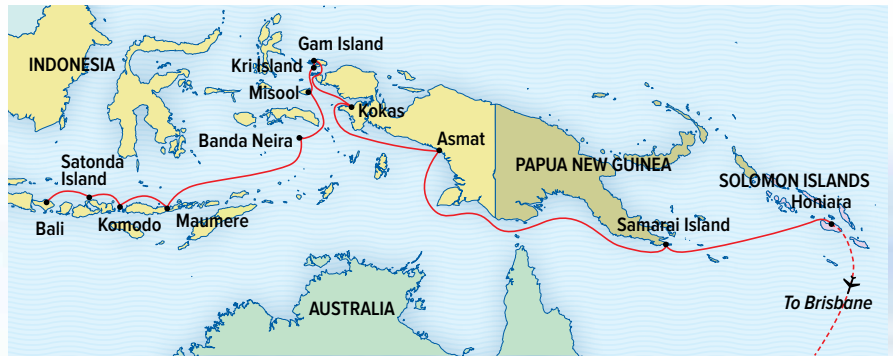 Gam Island
INDONESIA
Kri Island
Misool
Kokas
Banda Neira
Asmat
Satonda
Island
PAPUA NEW GUINEA
SOLOMON ISLANDS
Honiara
Bali
Komodo
Maumere
Samarai Island
AUSTRALIA
To Brisbane